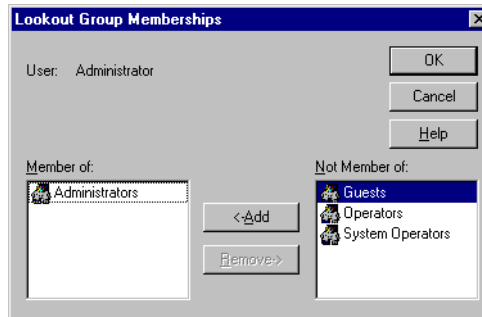 Lookout Group Memberships
User: Administrator
OK
Cancel
Help
Member of:
Administrators
<-Add
Remove->
Not Member of:
Guests
Operators
System Operators